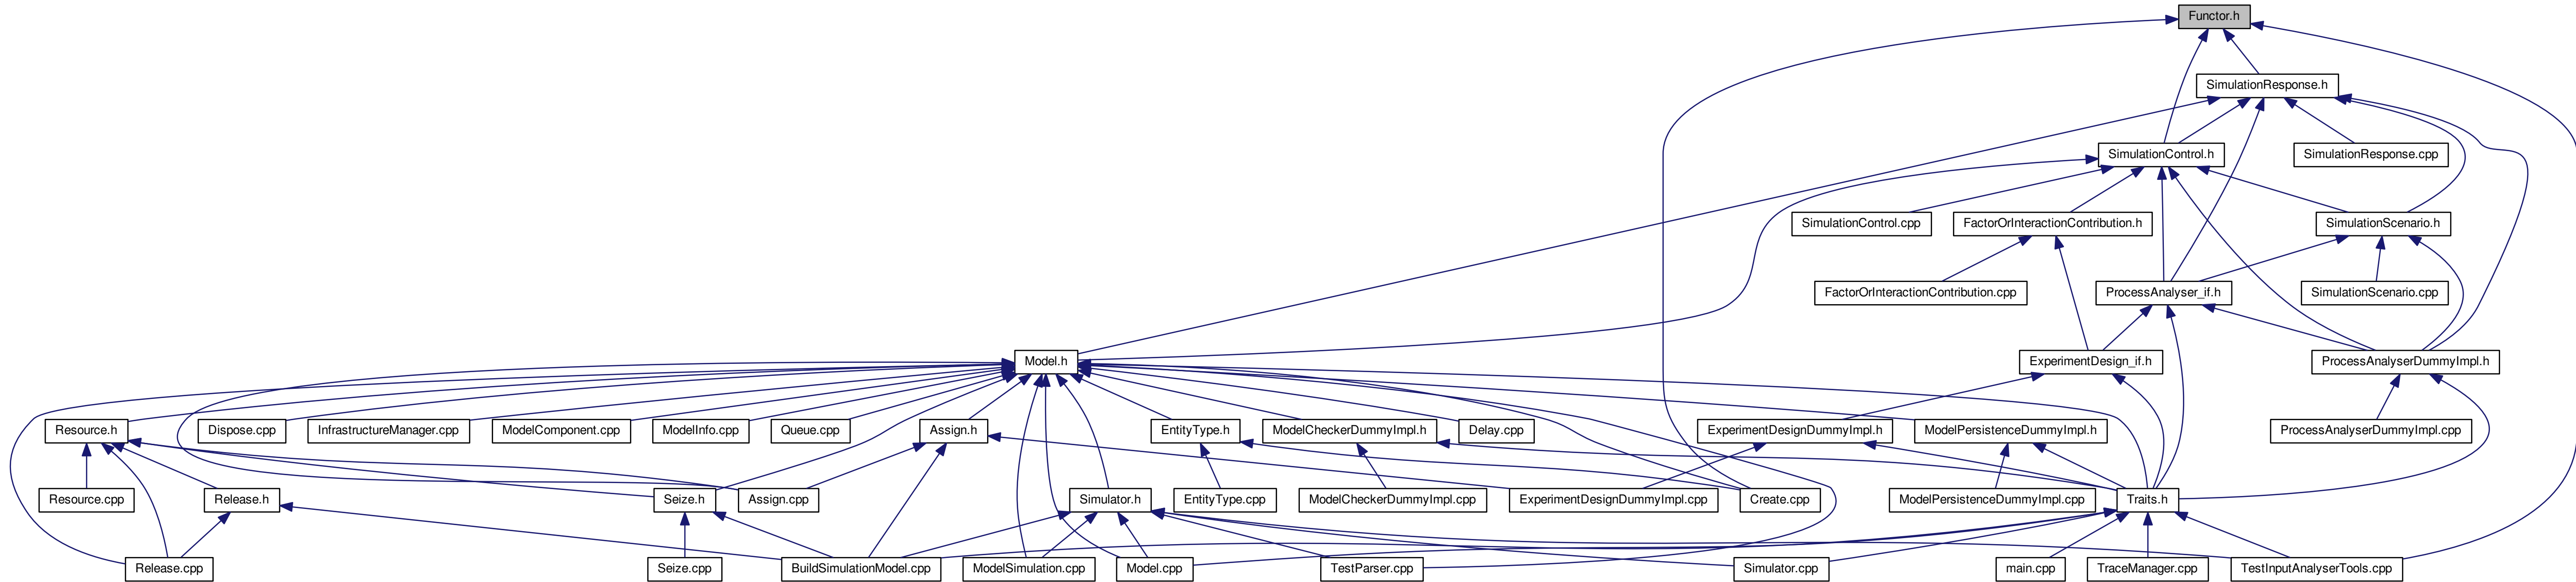 Functor.h
SimulationResponse.h
SimulationControl.h
SimulationResponse.cpp
SimulationControl.cpp
FactorOrInteractionContribution.h
SimulationScenario.h
FactorOrInteractionContribution.cpp
ProcessAnalyser_if.h
SimulationScenario.cpp
Model.h
ExperimentDesign_if.h
ProcessAnalyserDummyImpl.h
Resource.h
Dispose.cpp
InfrastructureManager.cpp
ModelComponent.cpp
ModelInfo.cpp
Queue.cpp
Assign.h
EntityType.h
ModelCheckerDummyImpl.h
Delay.cpp
ExperimentDesignDummyImpl.h
ModelPersistenceDummyImpl.h
ProcessAnalyserDummyImpl.cpp
Resource.cpp
Release.h
Seize.h
Assign.cpp
Simulator.h
EntityType.cpp
ModelCheckerDummyImpl.cpp
ExperimentDesignDummyImpl.cpp
Create.cpp
ModelPersistenceDummyImpl.cpp
Traits.h
Release.cpp
Seize.cpp
BuildSimulationModel.cpp
ModelSimulation.cpp
Model.cpp
TestParser.cpp
Simulator.cpp
main.cpp
TraceManager.cpp
TestInputAnalyserTools.cpp